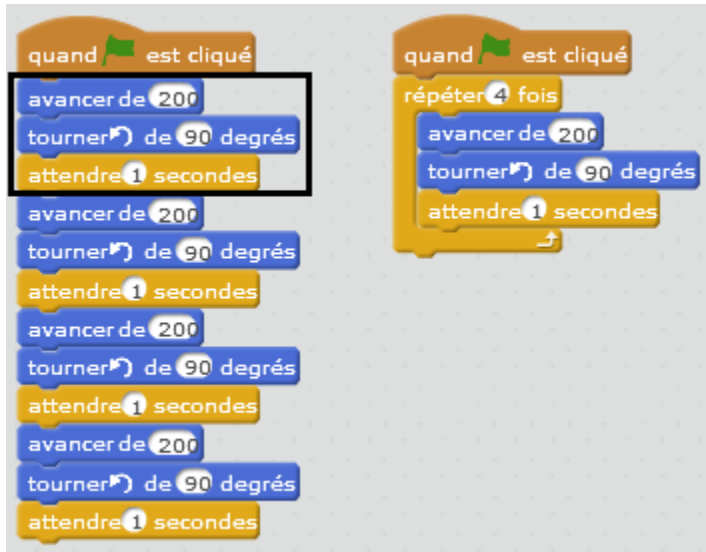 quand est cliqué
avancer de 200
tourner de 90 degrés
attendre 1 secondes
avancer de 200
tourner de 90 degrés
attendre 1 secondes
avancer de 200
tourner de 90 degrés
attendre 1 secondes
avancer de 200
tourner de 90 degrés
attendre 1 secondes
quand est cliqué
répéter 4 fois
avancer de 200
tourner de 90 degrés
attendre 1 secondes